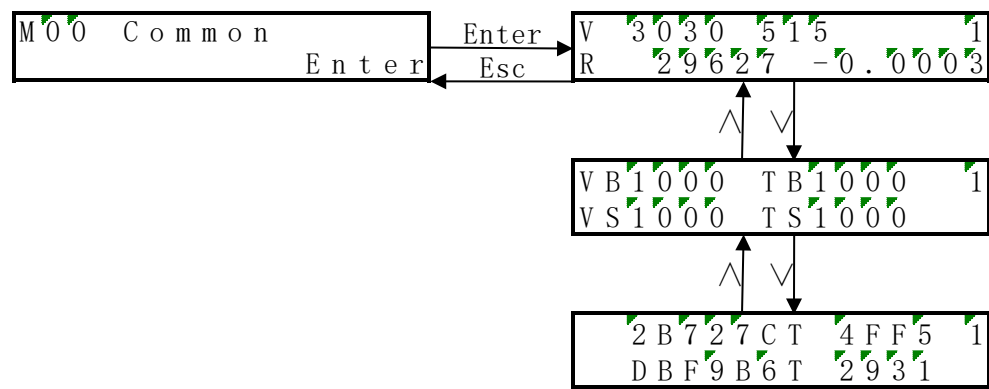 M00 Common
Enter
Enter
Esc
V 3030 515 1
R 29627 -0.0003
∧ ∨
VB1000 TB1000 1
VS1000 TS1000
∧ ∨
2B727CT 4FF5 1
DBF9B6T 2931